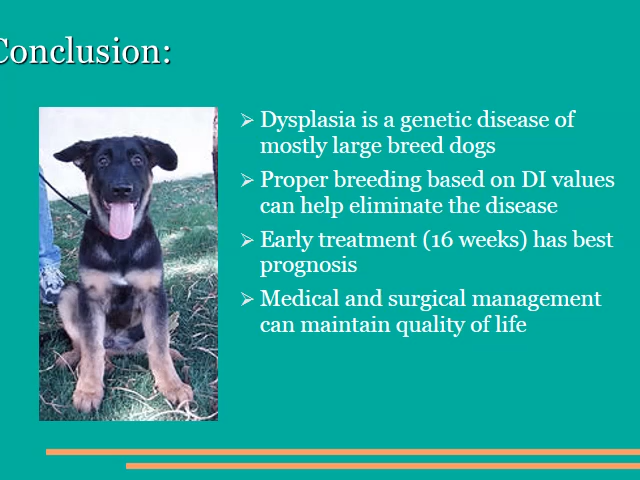 Conclusion:
➢ Dysplasia is a genetic disease of
mostly large breed dogs
➢ Proper breeding based on DI values
can help eliminate the disease
➢ Early treatment (16 weeks) has best
prognosis
➢ Medical and surgical management
can maintain quality of life